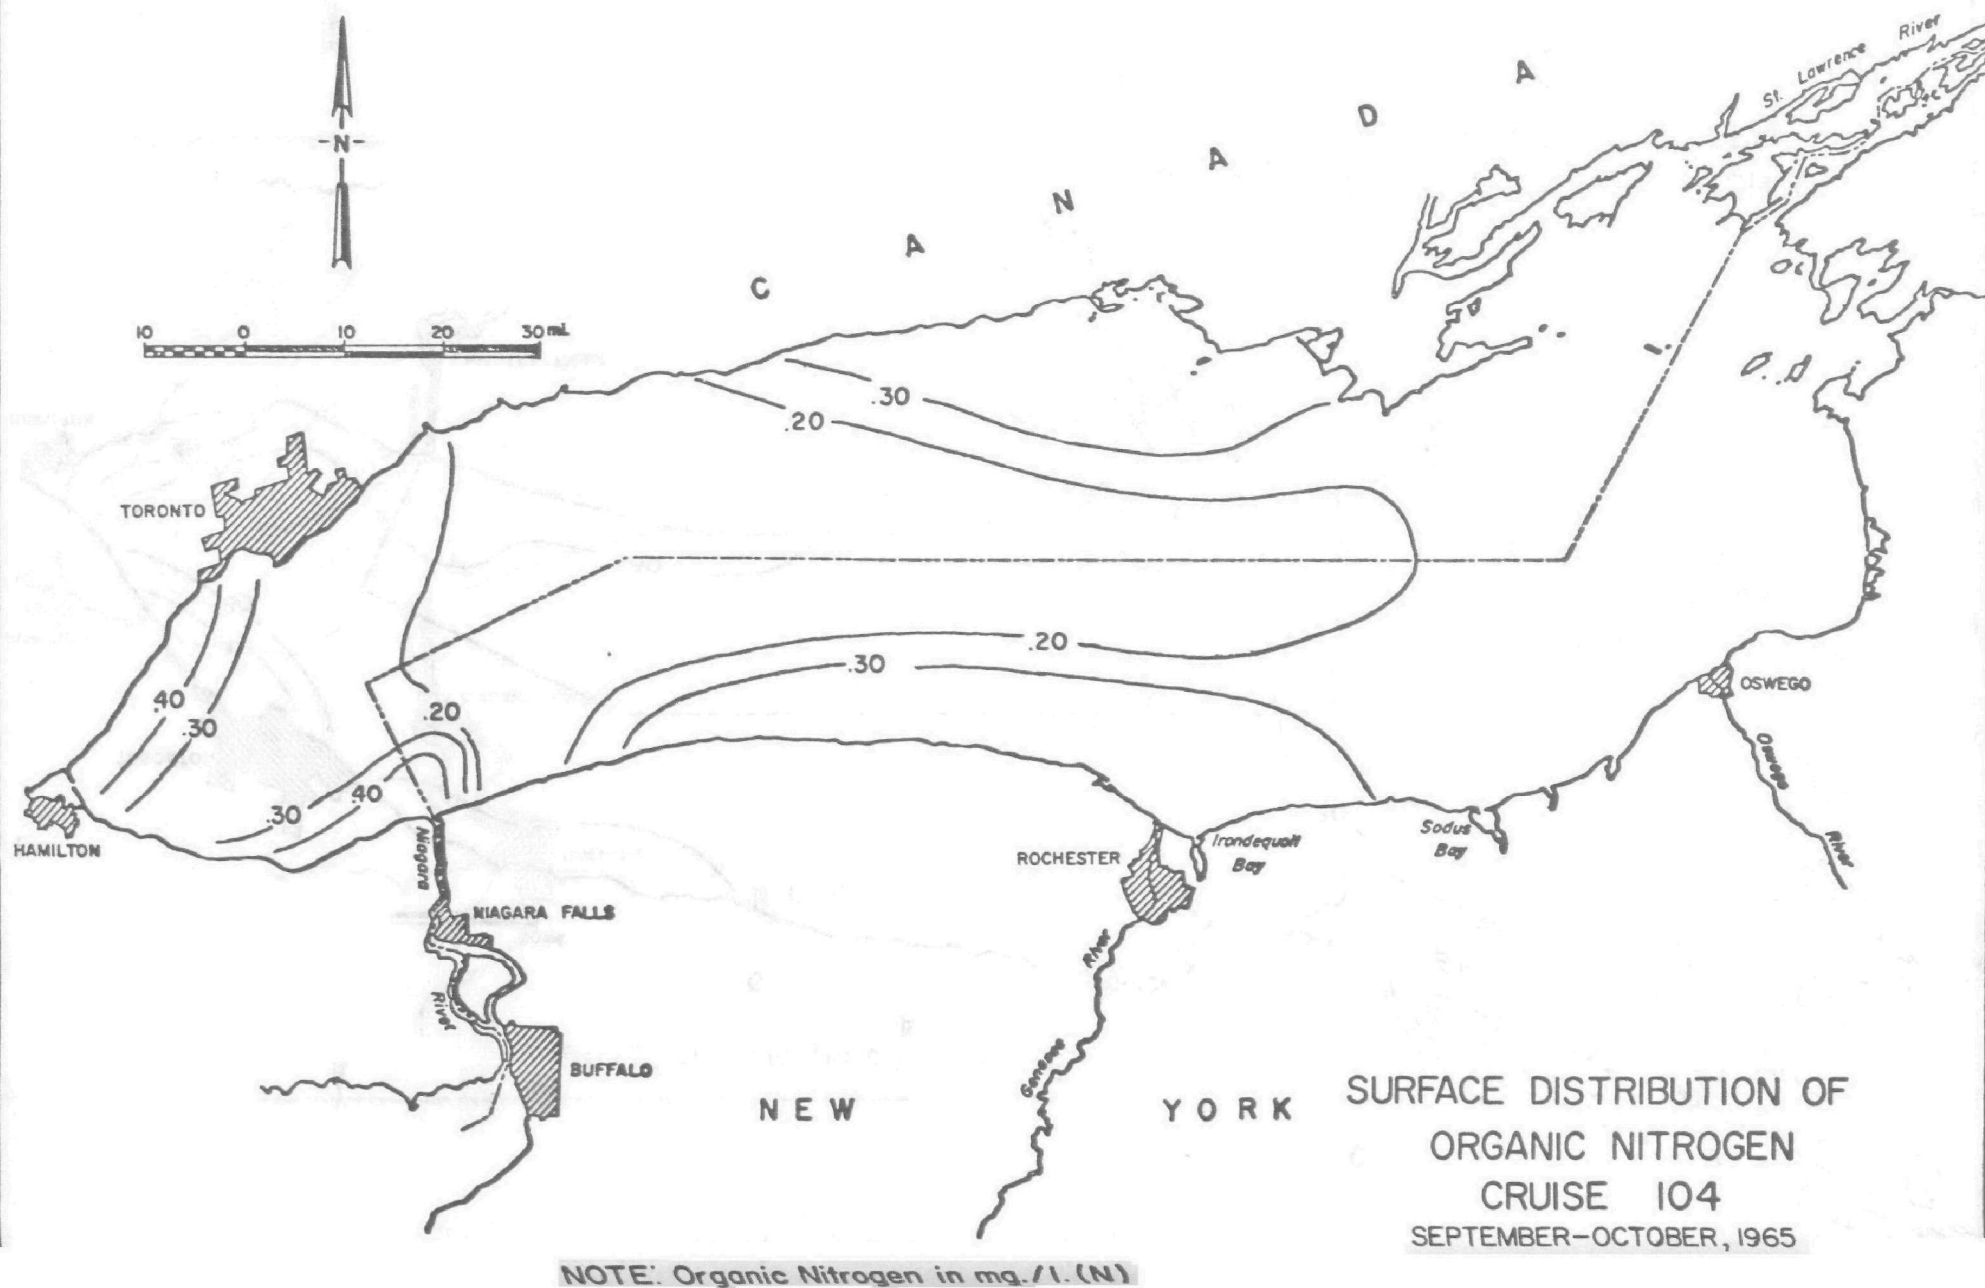 St. Lawrence River
C A N A D A
-N-
10 0 10 20 30 mi.
.30
.20
TORONTO
.20
.30
OSWEGO
.40
.30
.20
.30
.40
HAMILTON
Niagara River
NIAGARA FALLS
BUFFALO
ROCHESTER
Irondequoit
Bay
Sodus
Bay
Oswego River
Genesee River
NEW YORK
SURFACE DISTRIBUTION OF
ORGANIC NITROGEN
CRUISE 104
SEPTEMBER-OCTOBER, 1965
NOTE: Organic Nitrogen in mg./l. (N)